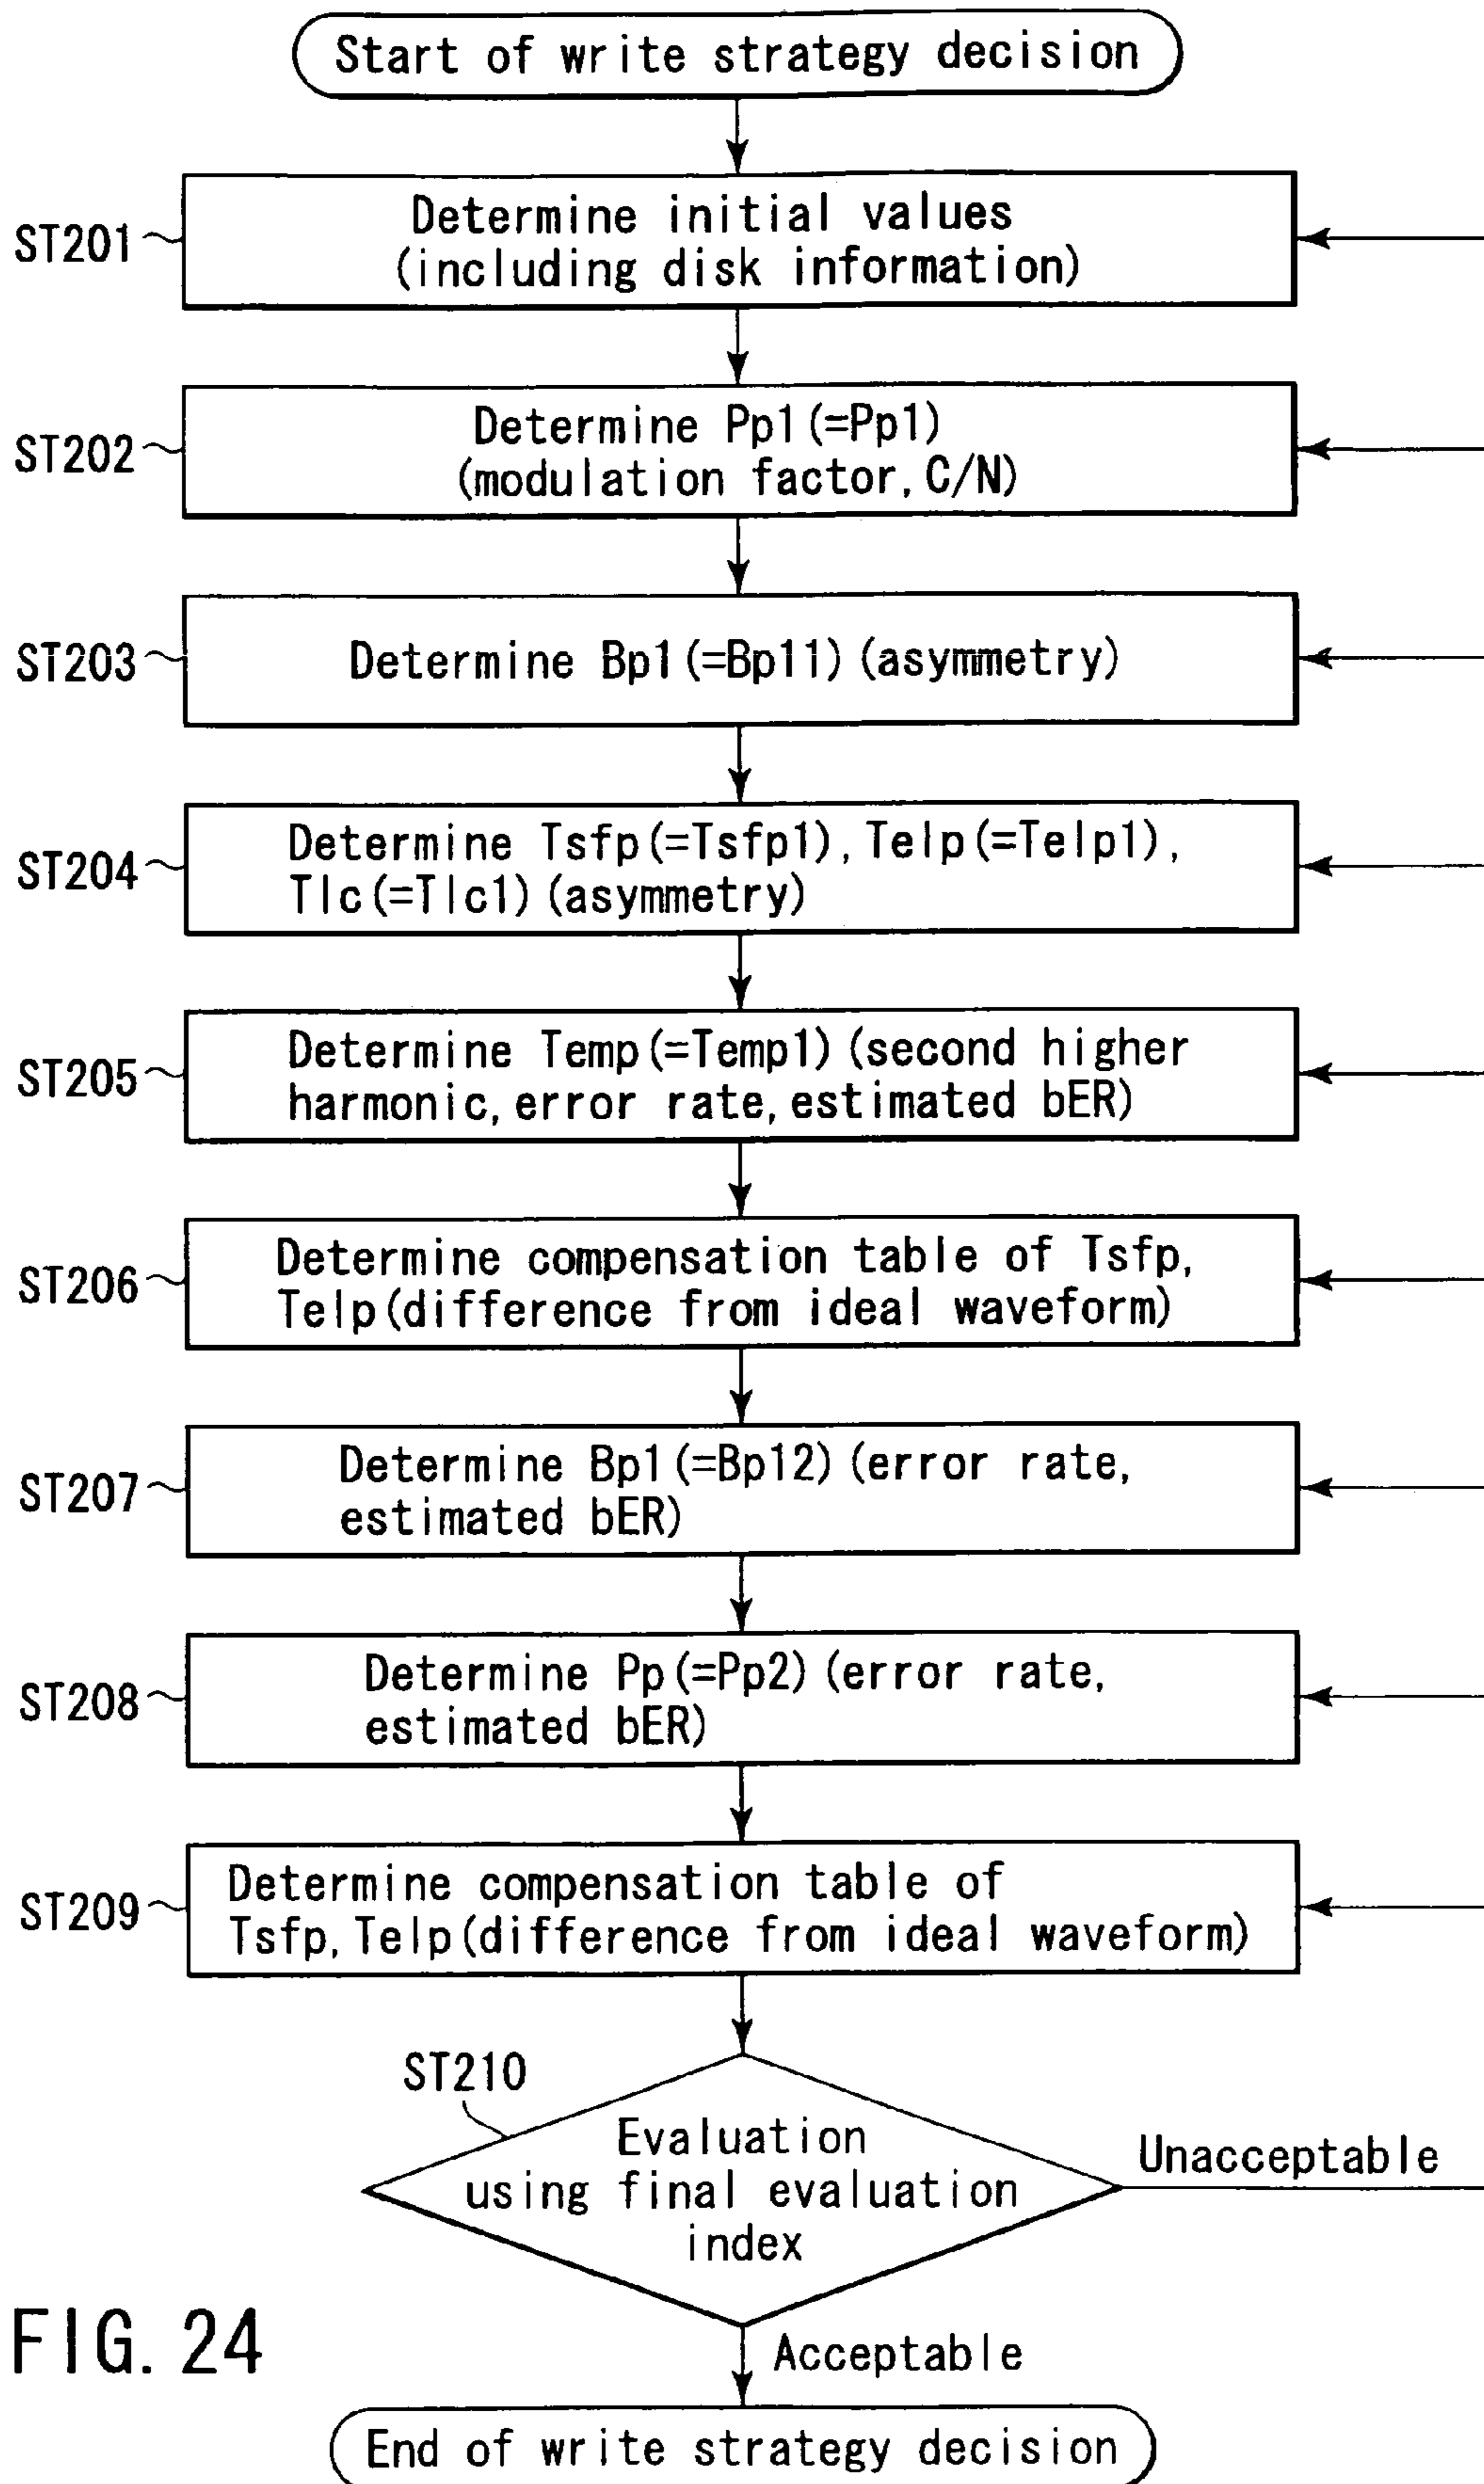 Start of write strategy decision
ST201
Determine initial values
(including disk information)
ST202
Determine Pp1(=Pp1)
(modulation factor, C/N)
ST203
Determine Bp1(=Bp11)(asymmetry)
ST204
Determine Tsfp(=Tsfp1), Telp(=Telp1),
Tlc(=Tlc1)(asymmetry)
ST205
Determine Temp(=Temp1)(second higher
harmonic, error rate, estimated bER)
ST206
Determine compensation table of Tsfp,
Telp(difference from ideal waveform)
ST207
Determine Bp1(=Bp12)(error rate,
estimated bER)
ST208
Determine Pp(=Pp2)(error rate,
estimated bER)
ST209
Determine compensation table of
Tsfp, Telp(difference from ideal waveform)
ST210
Evaluation
using final evaluation
index
Unacceptable
Acceptable
FIG. 24
End of write strategy decision